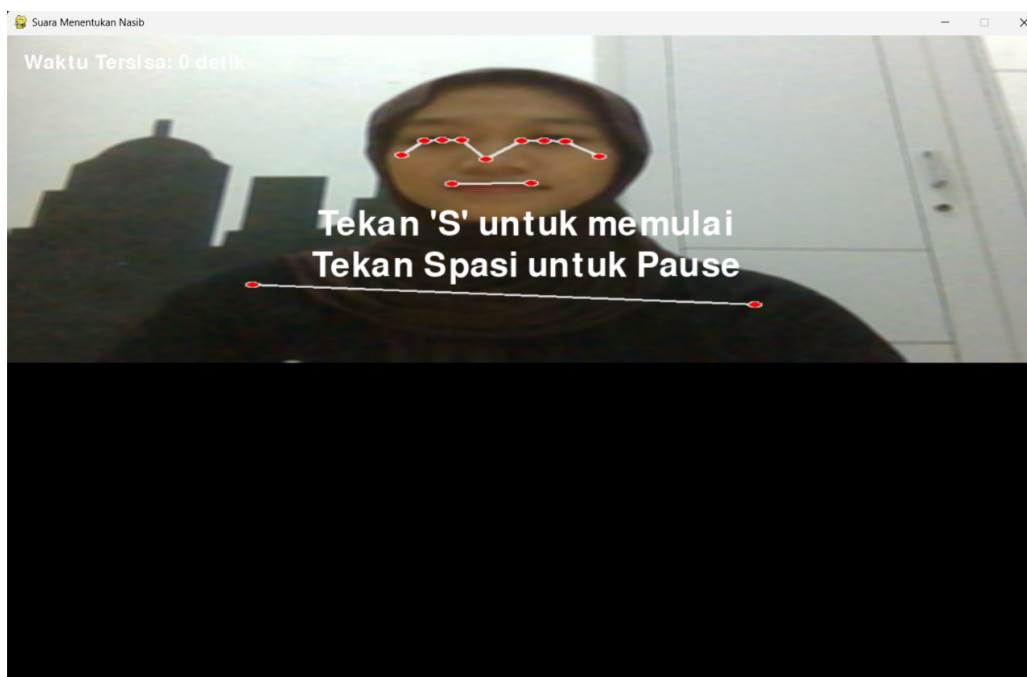 Suara Menentukan Nasib
Waktu Tersisa: 0 detik
Tekan 'S' untuk memulai
Tekan Spasi untuk Pause